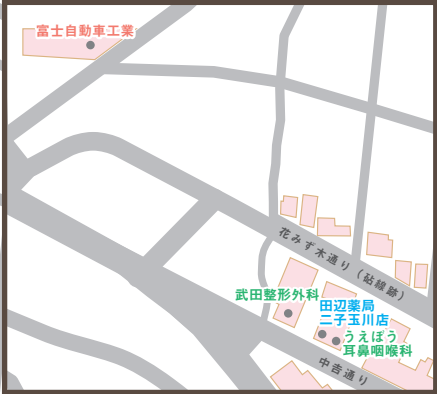 富士自動車工業
花みず木通り（砧線跡）
武田整形外科
田辺薬局
二子玉川店
うえぽう
耳鼻咽喉科
中吉通り